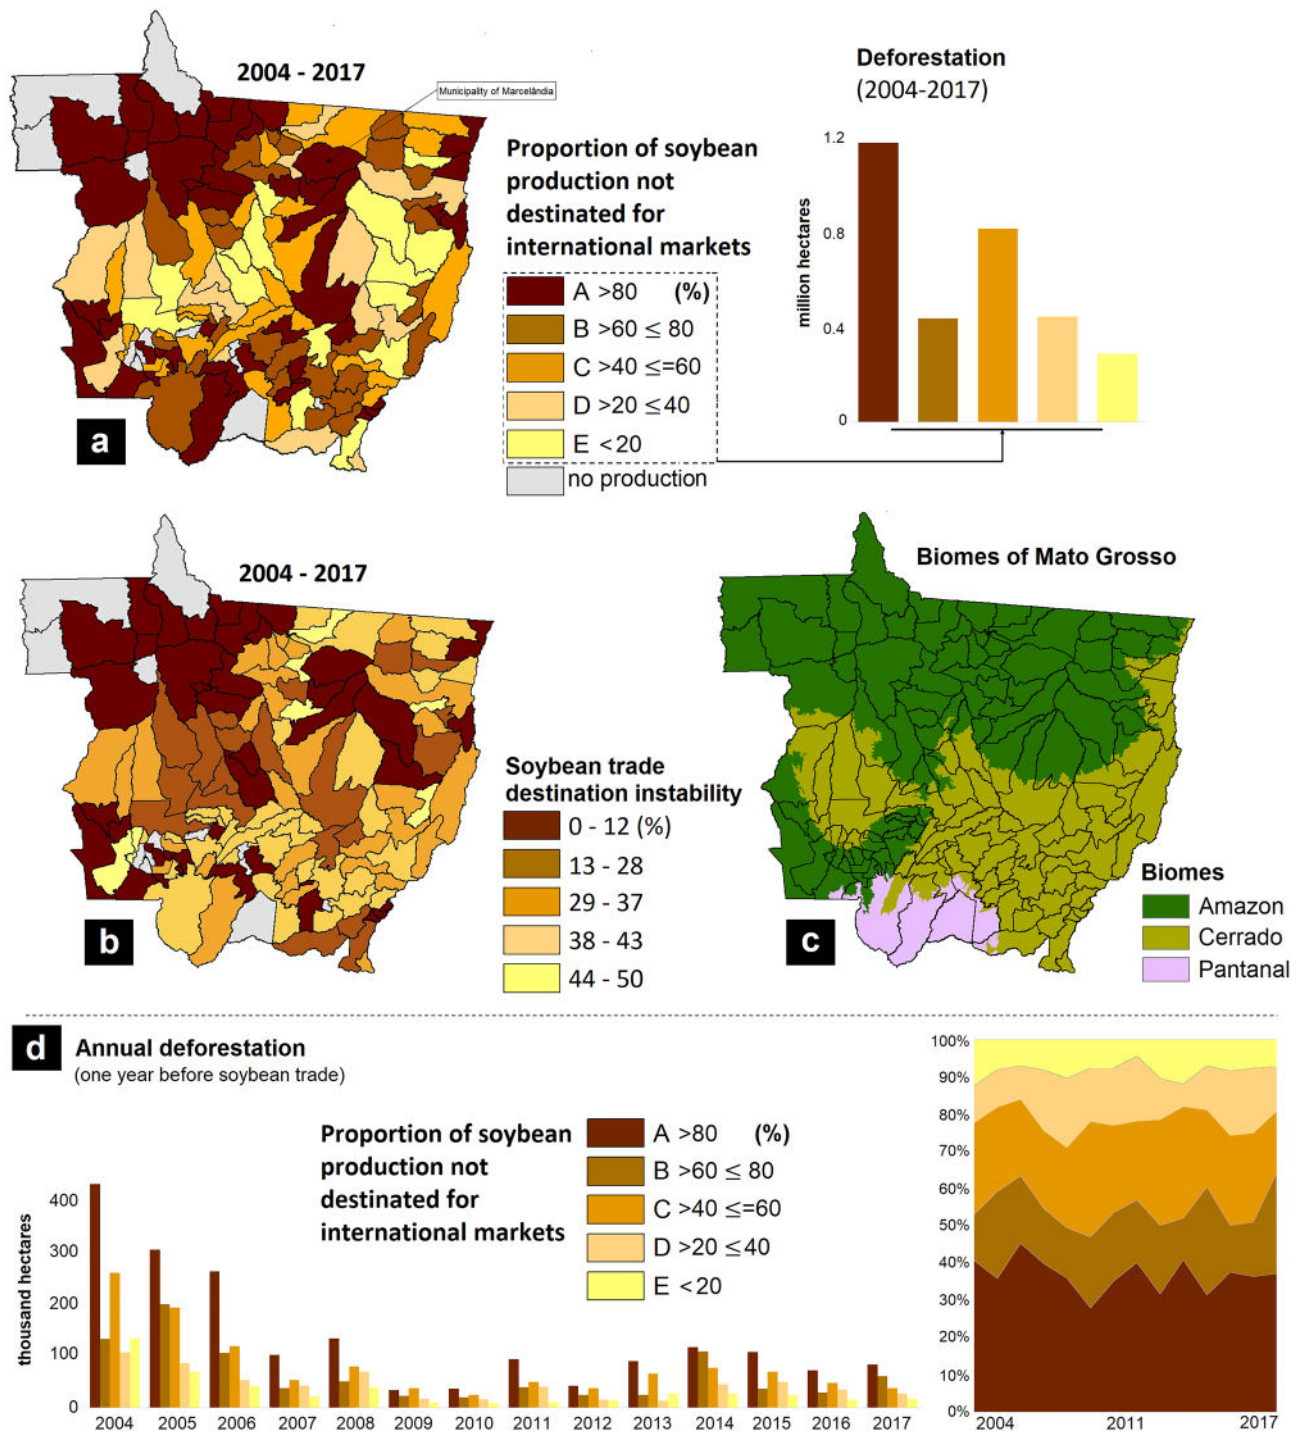 2004 - 2017
Municipality of Marcelândia
Proportion of soybean
production not
destinated for
international markets
A >80 (%)
B >60 ≤ 80
C >40 ≤=60
D >20 ≤40
E <20
no production
a
Deforestation
(2004-2017)
million hectares
1.2
0.8
0.4
0
2004 - 2017
Soybean trade
destination instability
0 - 12 (%)
13 - 28
29 - 37
38 - 43
44 - 50
b
Biomes of Mato Grosso
Biomes
Amazon
Cerrado
Pantanal
c
d
Annual deforestation
(one year before soybean trade)
Proportion of soybean
production not
destinated for
international markets
A >80 (%)
B >60 ≤ 80
C >40 ≤=60
D >20 ≤40
E <20
thousand hectares
400
300
200
100
0
2004 2005 2006 2007 2008 2009 2010 2011 2012 2013 2014 2015 2016 2017
100%
90%
80%
70%
60%
50%
40%
30%
20%
10%
0%
2004 2011 2017